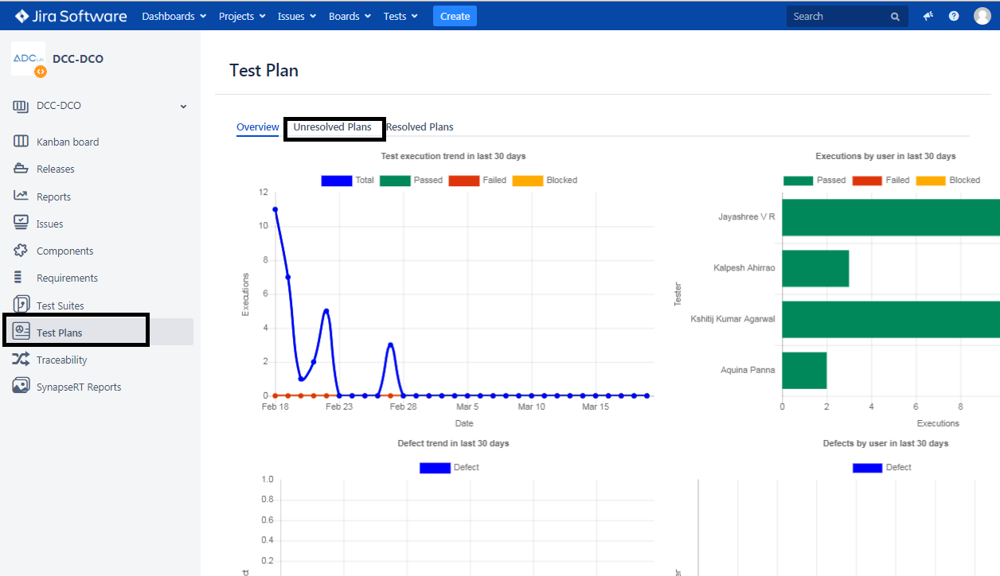 Jira Software Dashboards Projects Issues Boards Tests Create Search
ADC UK
DCC-DCO
DCC-DCO
Kanban board
Releases
Reports
Issues
Components
Requirements
Test Suites
Test Plans
Traceability
SynapseRT Reports
Test Plan
Overview Unresolved Plans Resolved Plans
Test execution trend in last 30 days
Total Passed Failed Blocked
12
10
8
6
4
2
0
Executions
Feb 18 Feb 23 Feb 28 Mar 5 Mar 10 Mar 15
Date
Executions by user in last 30 days
Passed Failed Blocked
Jayashree V R
Kalpesh Ahirrao
Kshitij Kumar Agarwal
Aquina Panna
Tester
0 2 4 6 8
Executions
Defect trend in last 30 days
Defect
1.0
0.8
0.6
0.4
0.2
Defects by user in last 30 days
Defect